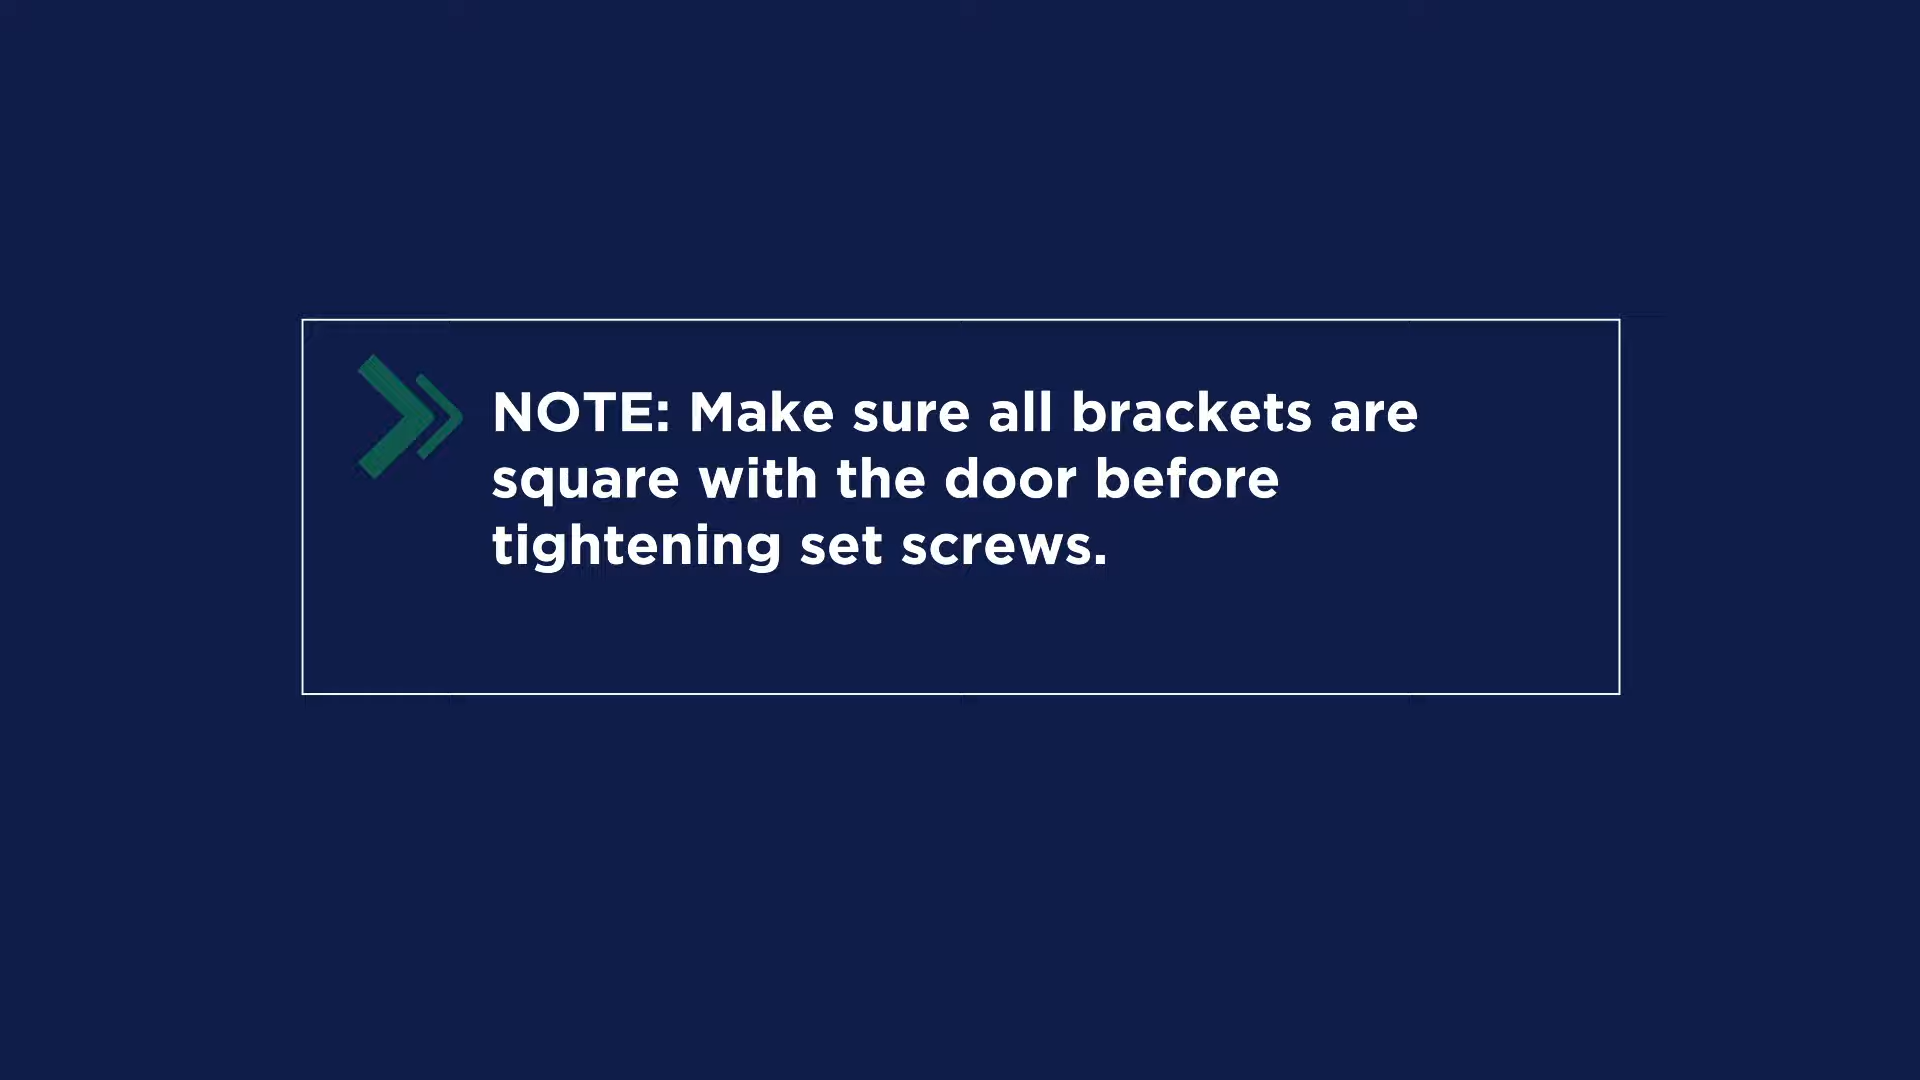 NOTE: Make sure all brackets are
square with the door before
tightening set screws.